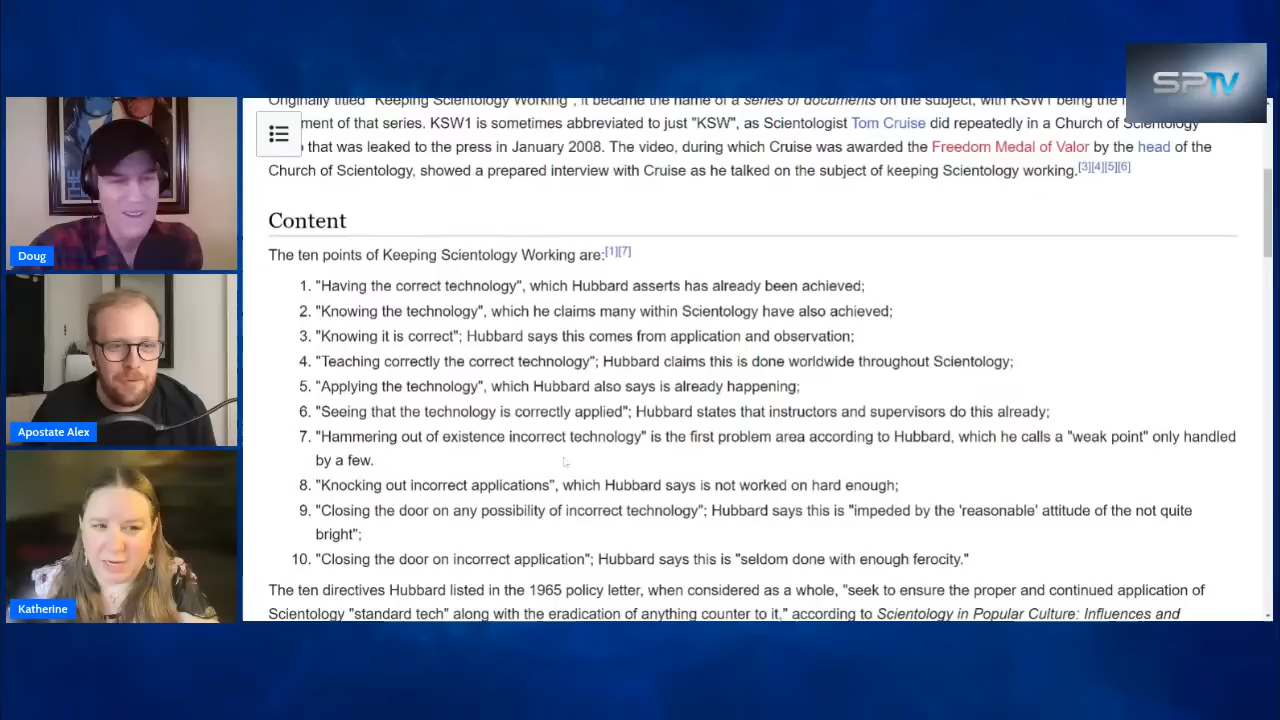 SPTV
Originally titled "Keeping Scientology Working", it became the name of a series of documents on the subject, with KSW1 being the
ment of that series. KSW1 is sometimes abbreviated to just "KSW", as Scientologist Tom Cruise did repeatedly in a Church of Scientology
that was leaked to the press in January 2008. The video, during which Cruise was awarded the Freedom Medal of Valor by the head of the
Church of Scientology, showed a prepared interview with Cruise as he talked on the subject of keeping Scientology working.[3][4][5][6]
Content
The ten points of Keeping Scientology Working are:[1][7]
1. "Having the correct technology", which Hubbard asserts has already been achieved;
2. "Knowing the technology", which he claims many within Scientology have also achieved;
3. "Knowing it is correct"; Hubbard says this comes from application and observation;
4. "Teaching correctly the correct technology"; Hubbard claims this is done worldwide throughout Scientology;
5. "Applying the technology", which Hubbard also says is already happening;
6. "Seeing that the technology is correctly applied"; Hubbard states that instructors and supervisors do this already;
7. "Hammering out of existence incorrect technology" is the first problem area according to Hubbard, which he calls a "weak point" only handled
by a few.
8. "Knocking out incorrect applications", which Hubbard says is not worked on hard enough;
9. "Closing the door on any possibility of incorrect technology"; Hubbard says this is "impeded by the 'reasonable' attitude of the not quite
bright";
10. "Closing the door on incorrect application"; Hubbard says this is "seldom done with enough ferocity."
The ten directives Hubbard listed in the 1965 policy letter, when considered as a whole, "seek to ensure the proper and continued application of
Scientology "standard tech" along with the eradication of anything counter to it," according to Scientology in Popular Culture: Influences and
Doug
Apostate Alex
Katherine